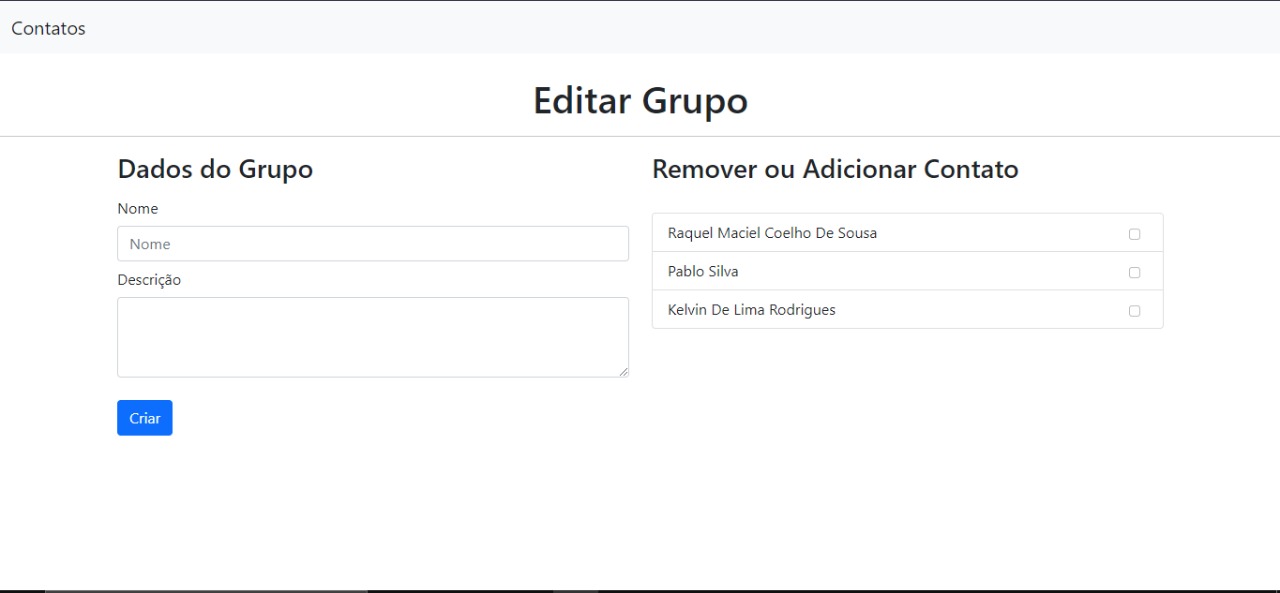 Contatos
Editar Grupo
Dados do Grupo
Nome
Nome
Descrição
Criar
Remover ou Adicionar Contato
Raquel Maciel Coelho De Sousa
Pablo Silva
Kelvin De Lima Rodrigues